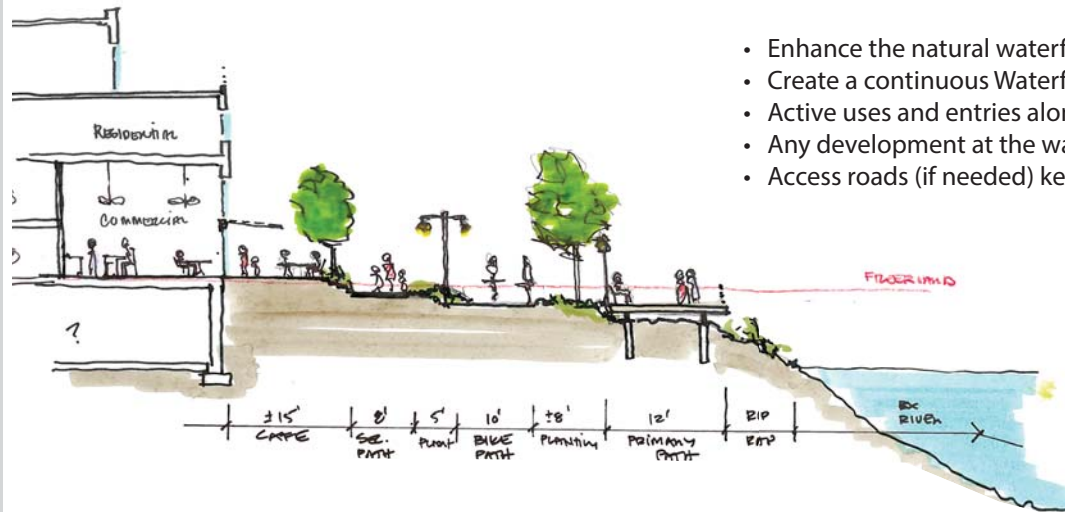 • Enhance the natural waterf
• Create a continuous Waterf
• Active uses and entries alon
• Any development at the wa
• Access roads (if needed) ke
RESIDENTIAL
COMMERCIAL
?
±15' 8' 5' 10' ±8' 12' RIP EX
CAFE SEC. PLANT BIKE PLANTING PRIMARY RAP RIVER
PATH PATH PATH